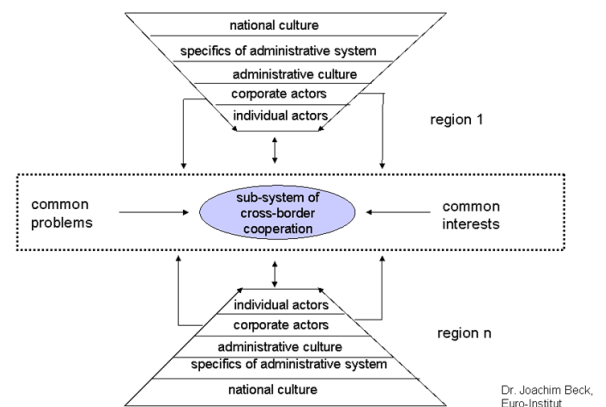 national culture
specifics of administrative system
administrative culture
corporate actors
individual actors
region 1
common
problems
sub-system of
cross-border
cooperation
common
interests
individual actors
corporate actors
administrative culture
specifics of administrative system
national culture
region n
Dr. Joachim Beck,
Euro-Institut